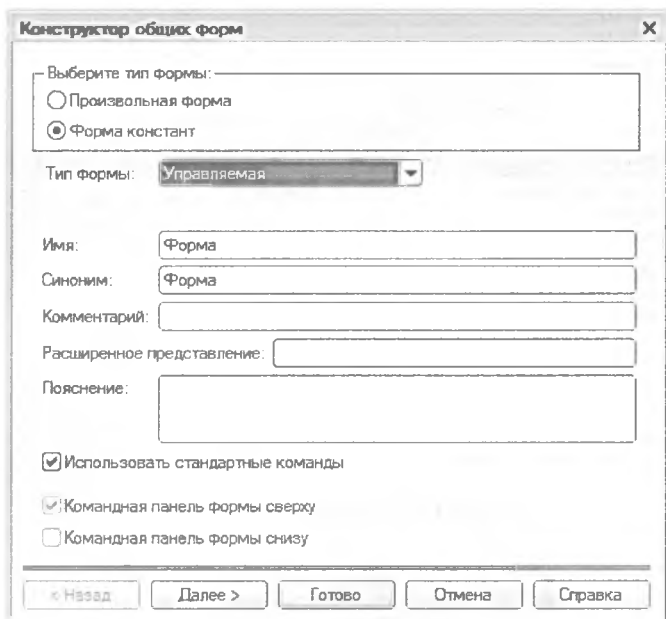 Конструктор общих форм
Выберите тип формы:
Произвольная форма
Форма констант
Тип формы: Управляемая
Имя: Форма
Синоним: Форма
Комментарий:
Расширенное представление:
Пояснение:
Использовать стандартные команды
Командная панель формы сверху
Командная панель формы снизу
< Назад Далее > Готово Отмена Справка